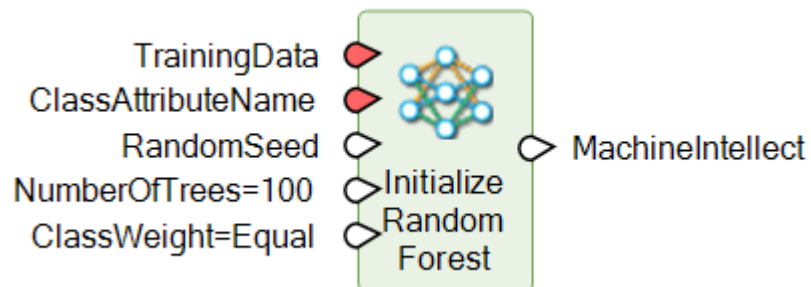 TrainingData
ClassAttributeName
RandomSeed
NumberOfTrees=100
ClassWeight=Equal
Initialize
Random
Forest
MachineIntellect